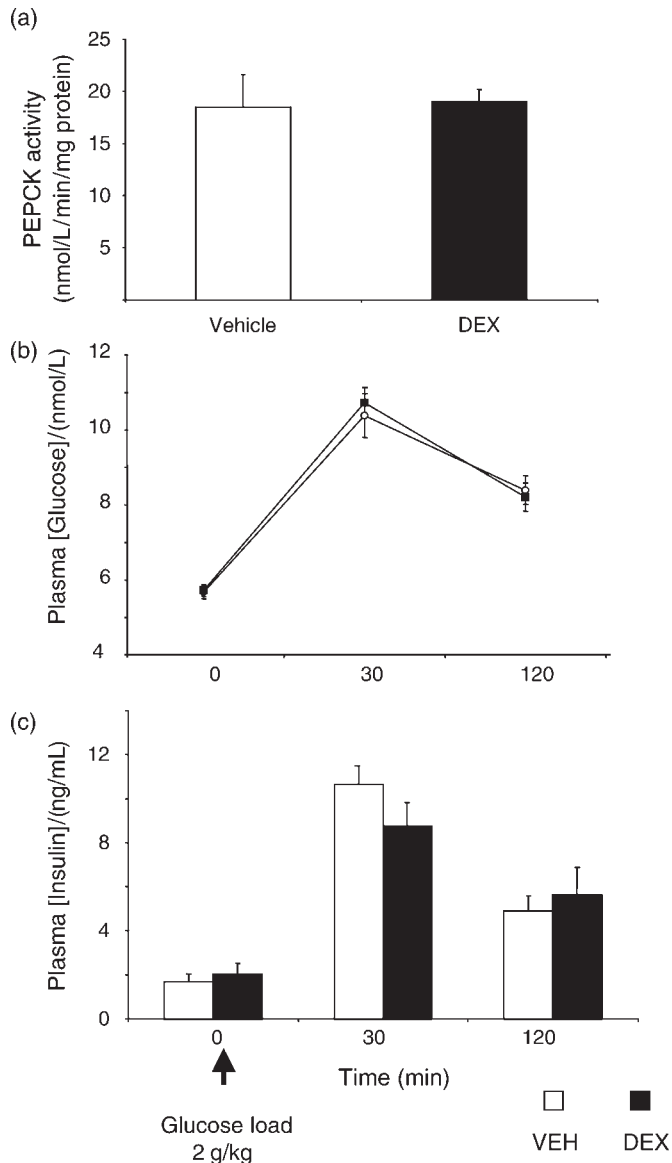 (a)
PEPCK activity
(nmol/L/min/mg protein)
25
20
15
10
5
Vehicle
DEX
(b)
Plasma [Glucose]/(nmol/L)
12
10
8
6
4
0
30
120
(c)
Plasma [Insulin]/(ng/mL)
12
8
4
0
0
30
120
Time (min)
Glucose load
2 g/kg
VEH
DEX